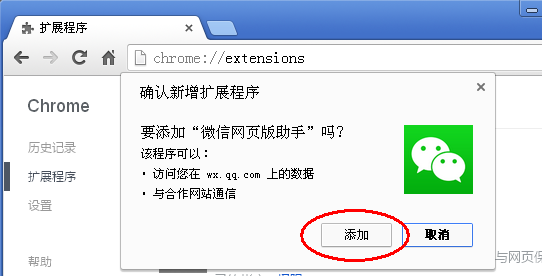 扩展程序
chrome://extensions
Chrome
确认新增扩展程序
要添加“微信网页版助手”吗？
历史记录
该程序可以：
扩展程序
• 访问您在 wx.qq.com 上的数据
• 与合作网站通信
设置
添加
取消
帮助
与网页保